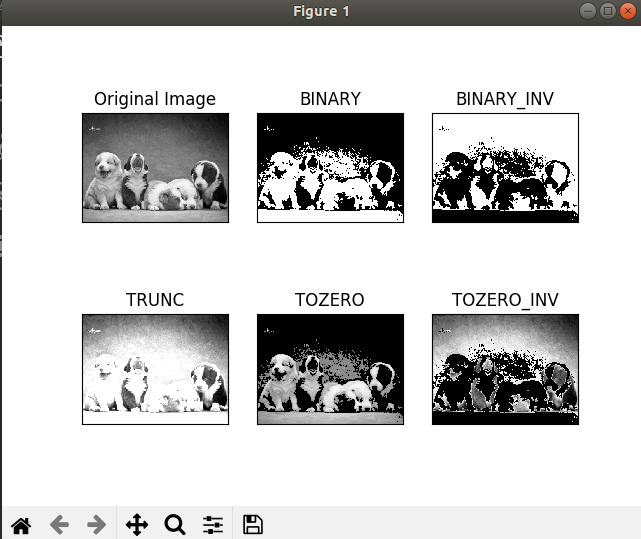 Figure 1
Original Image
BINARY
BINARY_INV
TRUNC
TOZERO
TOZERO_INV